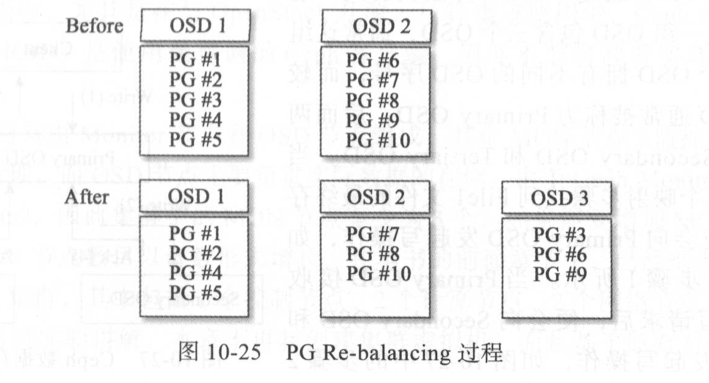 Before
OSD 1
OSD 2
PG #1
PG #2
PG #3
PG #4
PG #5
PG #6
PG #7
PG #8
PG #9
PG #10
After
OSD 1
OSD 2
OSD 3
PG #1
PG #2
PG #4
PG #5
PG #7
PG #8
PG #10
PG #3
PG #6
PG #9
图 10-25 PG Re-balancing 过程